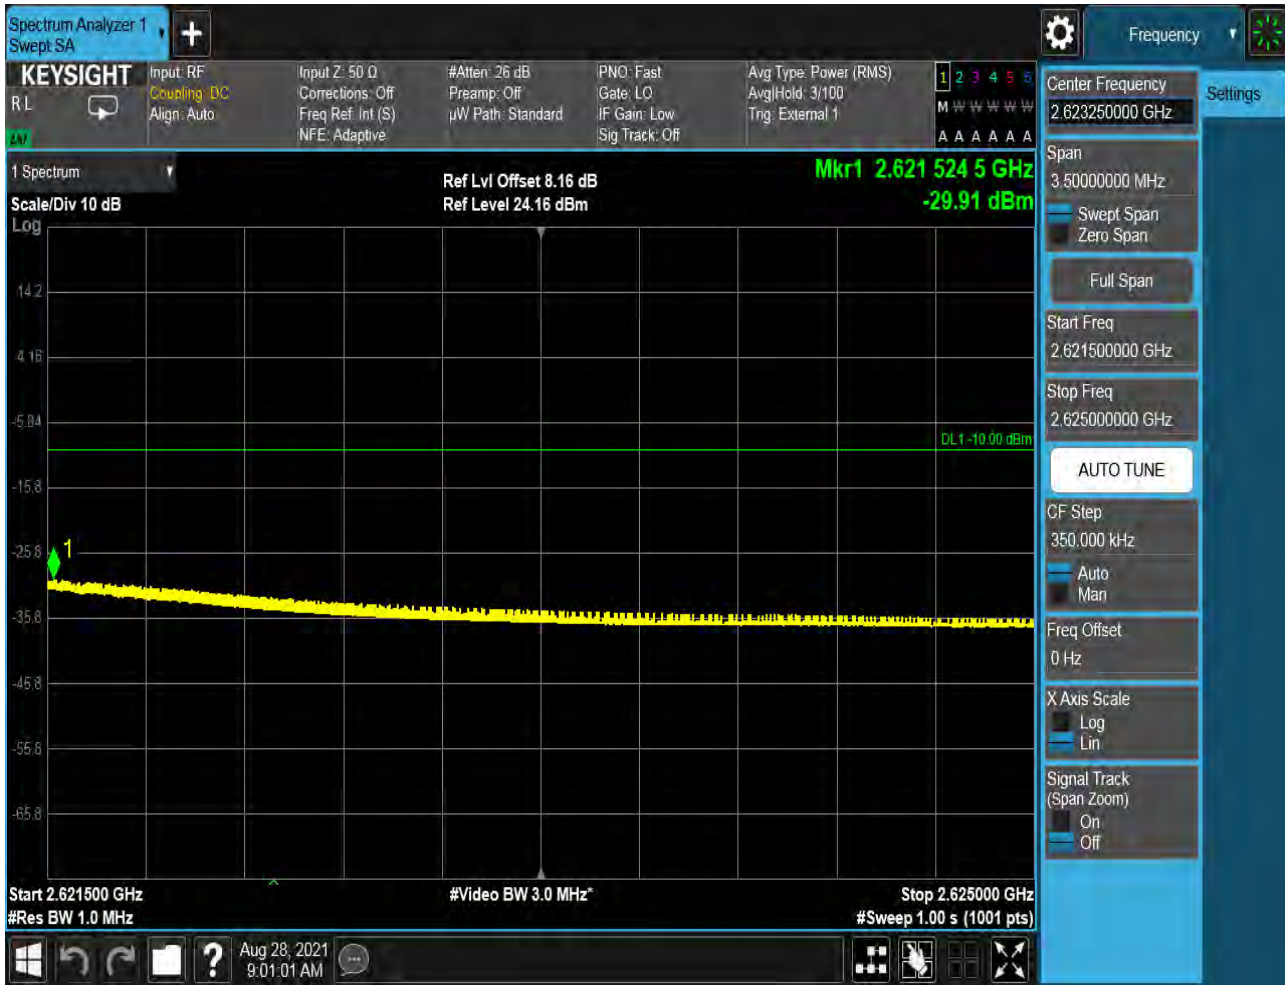 Spectrum Analyzer 1
Swept SA
Frequency
KEYSIGHT
R L
Input: RF
Coupling: DC
Align: Auto
Input Z: 50 Ω
Corrections: Off
Freq Ref: Int (S)
NFE: Adaptive
#Atten: 26 dB
Preamp: Off
µW Path: Standard
PNO: Fast
Gate: LO
IF Gain: Low
Sig Track: Off
Avg Type: Power (RMS)
Avg|Hold: 3/100
Trig: External 1
1 2 3 4 5 6
M W W W W W
A A A A A A
1 Spectrum
Scale/Div 10 dB
Log
Ref Lvl Offset 8.16 dB
Ref Level 24.16 dBm
Mkr1 2.621 524 5 GHz
-29.91 dBm
14.2
4.16
-5.84
DL1 -10.00 dBm
-15.8
-25.8
1
-35.8
-45.8
-55.8
-65.8
Start 2.621500 GHz
#Res BW 1.0 MHz
#Video BW 3.0 MHz*
Stop 2.625000 GHz
#Sweep 1.00 s (1001 pts)
Center Frequency
2.623250000 GHz
Settings
Span
3.50000000 MHz
Swept Span
Zero Span
Full Span
Start Freq
2.621500000 GHz
Stop Freq
2.625000000 GHz
AUTO TUNE
CF Step
350.000 kHz
Auto
Man
Freq Offset
0 Hz
X Axis Scale
Log
Lin
Signal Track
(Span Zoom)
On
Off
?
Aug 28, 2021
9:01:01 AM